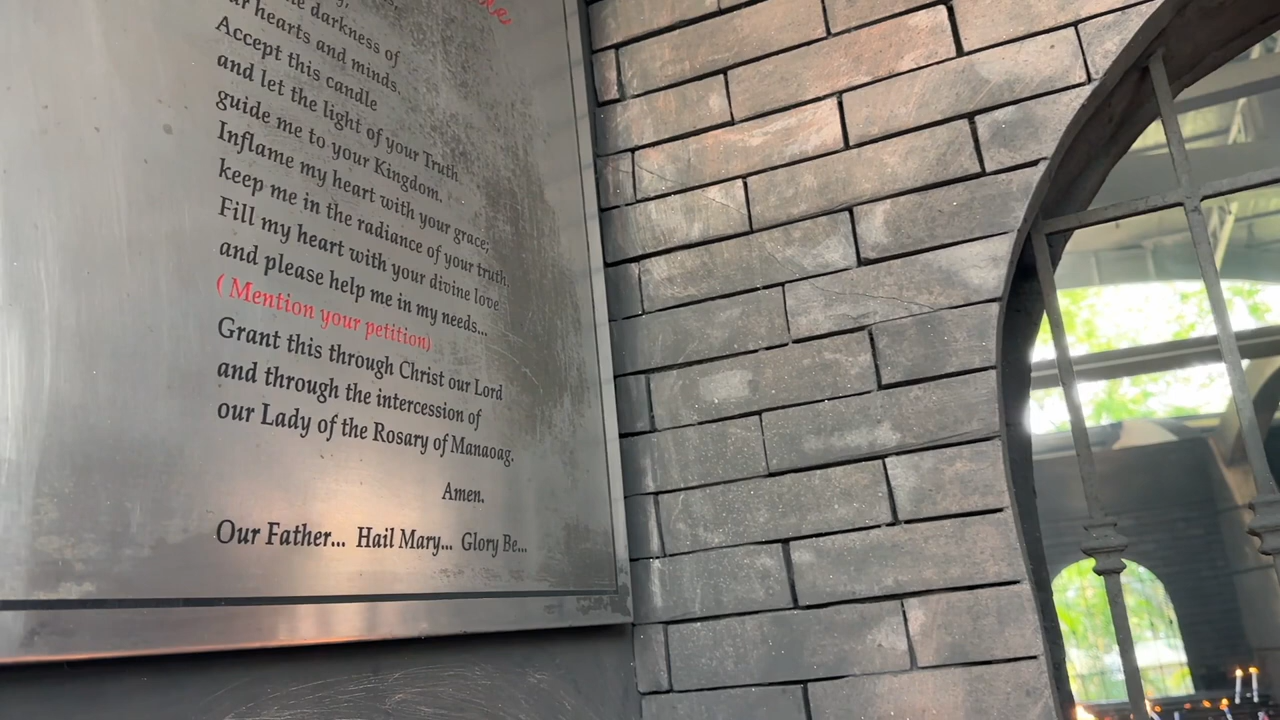 darkness of
hearts and minds.
Accept this candle
and let the light of your Truth
guide me to your Kingdom.
Inflame my heart with your grace;
keep me in the radiance of your truth.
Fill my heart with your divine love
and please help me in my needs...
( Mention your petition)
Grant this through Christ our Lord
and through the intercession of
our Lady of the Rosary of Manaoag.
Amen.
Our Father... Hail Mary... Glory Be...